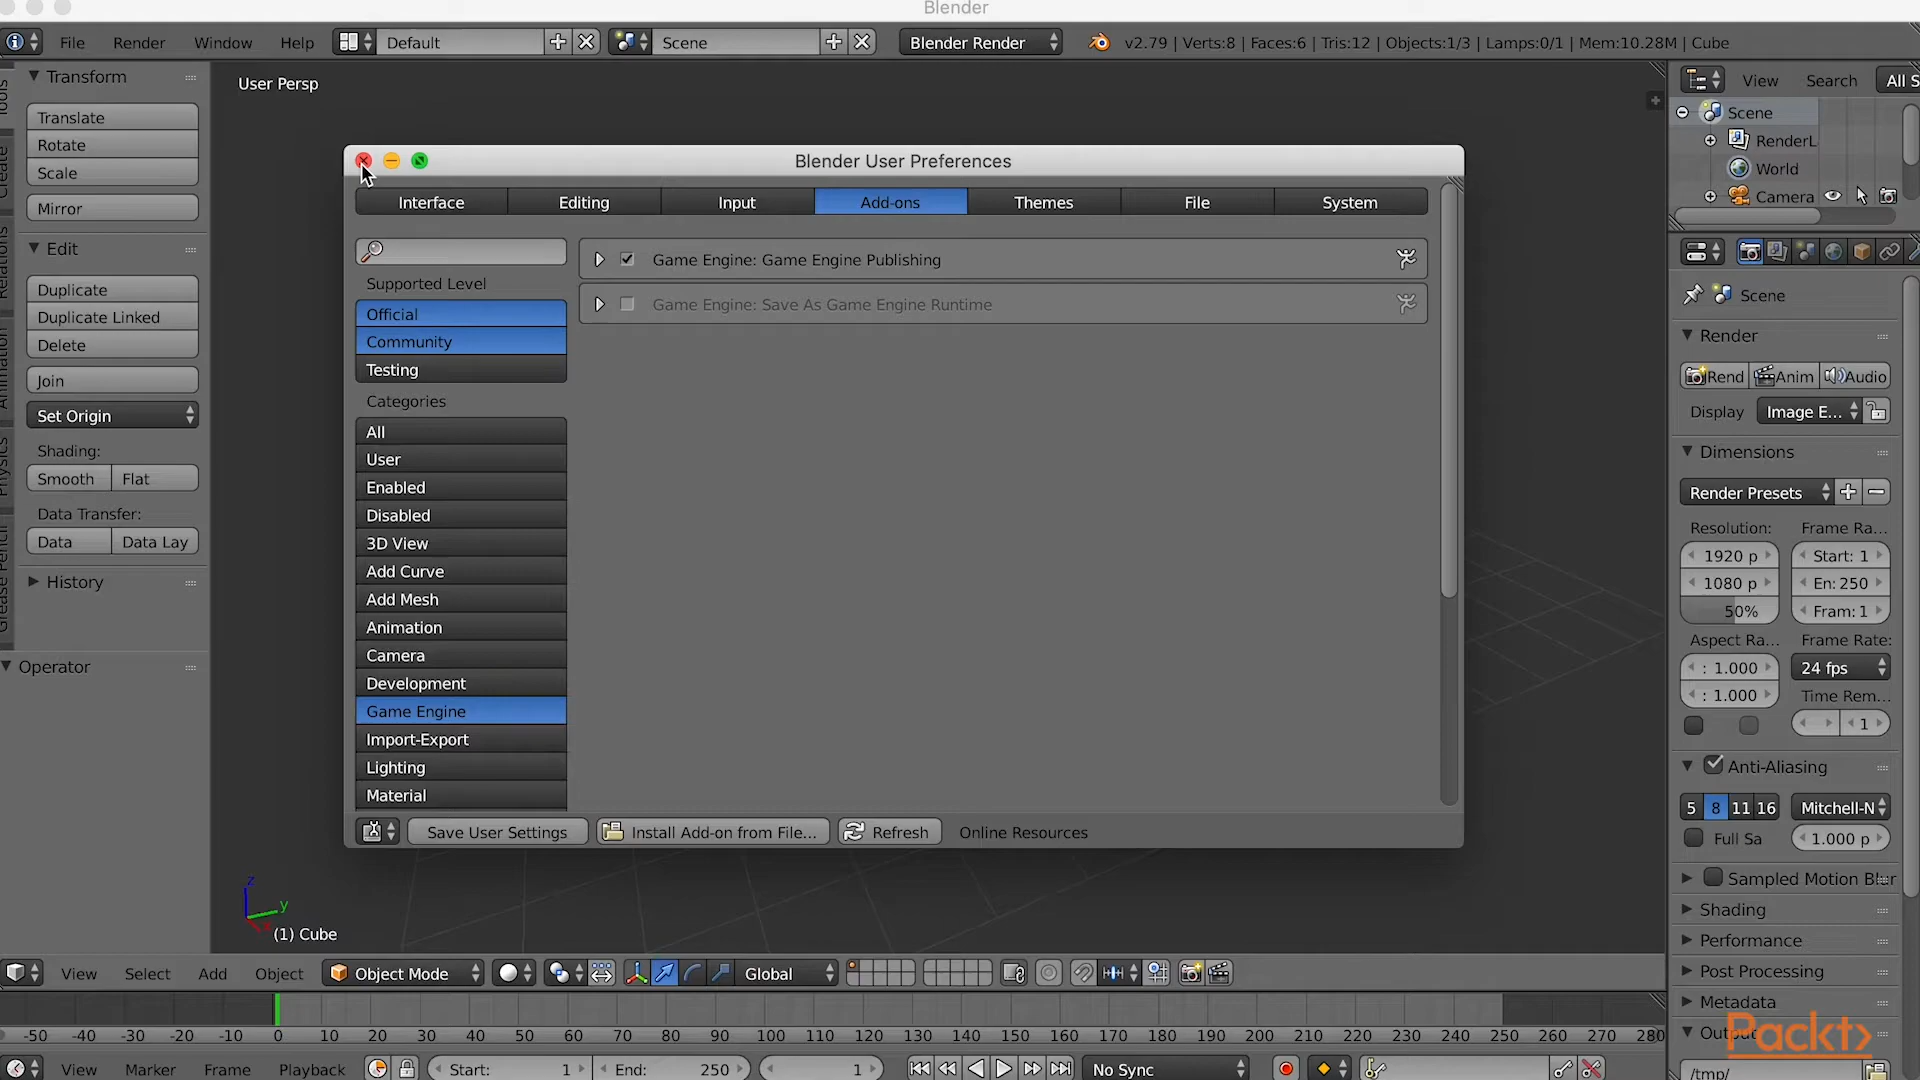 Blender
File Render Window Help Default Scene Blender Render v2.79 | Verts:8 | Faces:6 | Tris:12 | Objects:1/3 | Lamps:0/1 | Mem:10.28M | Cube
Transform
Translate
Rotate
Scale
Mirror
Edit
Duplicate
Duplicate Linked
Delete
Join
Set Origin
Shading:
Smooth Flat
Data Transfer:
Data Data Lay
History
Operator
Tools
Create
Relations
Animation
Physics
Grease Pencil
User Persp
Blender User Preferences
Interface Editing Input Add-ons Themes File System
Supported Level
Official
Community
Testing
Categories
All
User
Enabled
Disabled
3D View
Add Curve
Add Mesh
Animation
Camera
Development
Game Engine
Import-Export
Lighting
Material
Game Engine: Game Engine Publishing
Game Engine: Save As Game Engine Runtime
Save User Settings Install Add-on from File... Refresh Online Resources
z
y
(1) Cube
View Search All S
Scene
RenderL
World
Camera
Scene
Render
Rend Anim Audio
Display Image E...
Dimensions
Render Presets
Resolution: Frame Ra...
1920 p Start: 1
1080 p En: 250
50% Fram: 1
Aspect Ra... Frame Rate:
: 1.000 24 fps
: 1.000 Time Rem...
1
Anti-Aliasing
5 8 11 16 Mitchell-N
Full Sa 1.000 p
Sampled Motion Blur
Shading
Performance
Post Processing
Metadata
Outp
/tmp/
Packt>
View Select Add Object Object Mode Global
-50 -40 -30 -20 -10 0 10 20 30 40 50 60 70 80 90 100 110 120 130 140 150 160 170 180 190 200 210 220 230 240 250 260 270 280
View Marker Frame Playback Start: 1 End: 250 1 No Sync